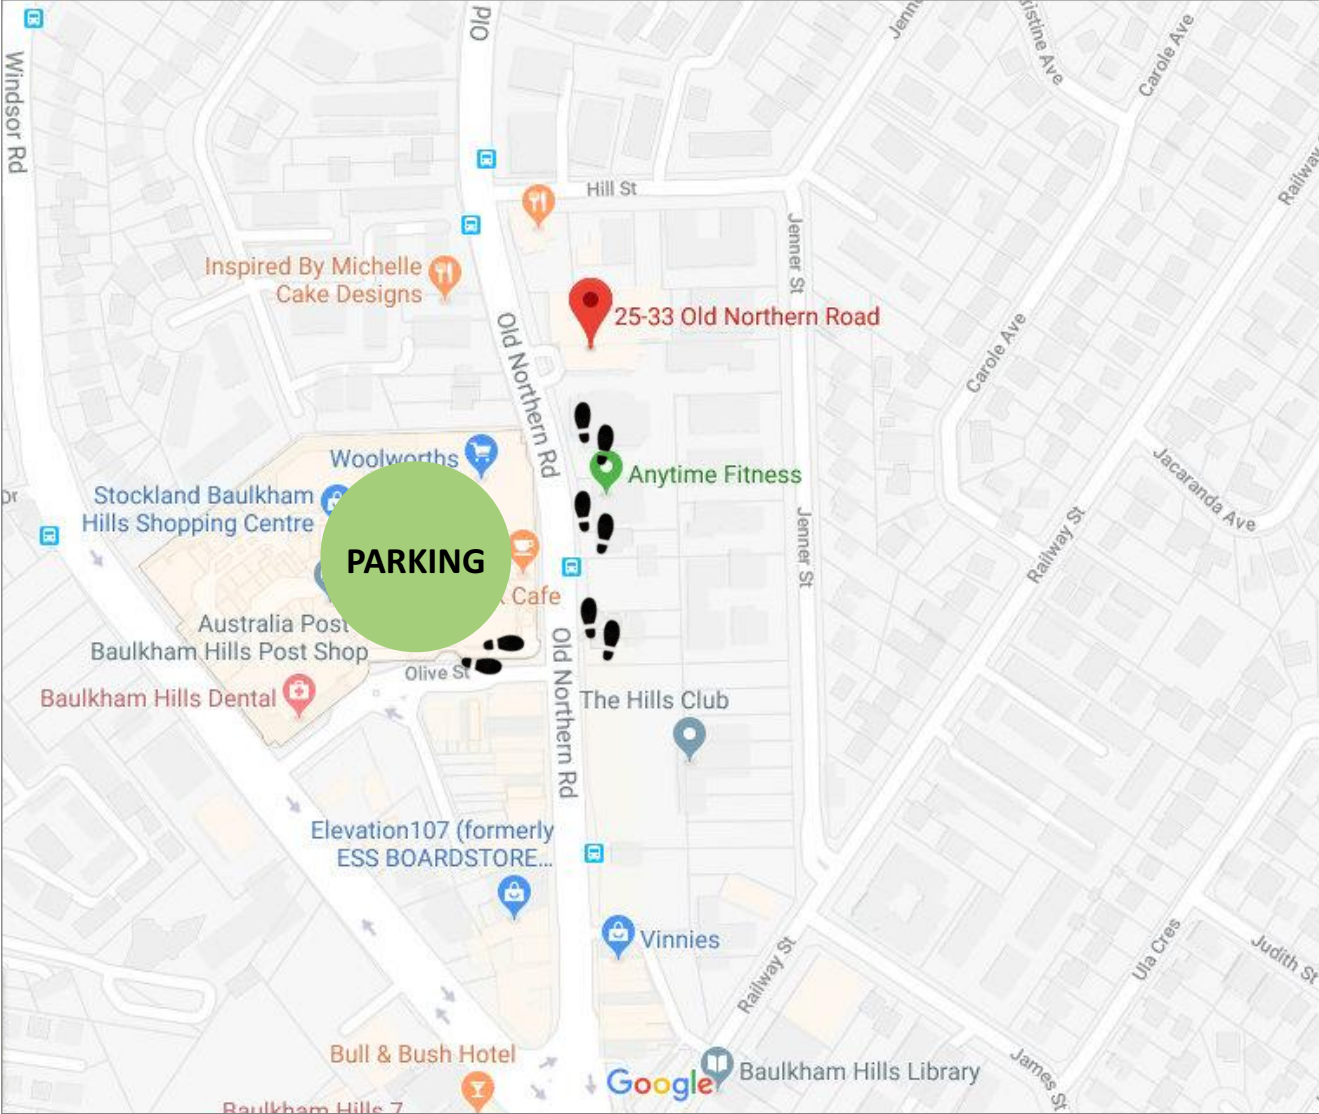 Old
Jenn
istine Ave
Carole Ave
Windsor Rd
Railway
Hill St
Jenner St
Inspired By Michelle
Cake Designs
25-33 Old Northern Road
Old Northern Rd
Carole Ave
Woolworths
Anytime Fitness
Jacaranda Ave
Stockland Baulkham
Hills Shopping Centre
or
Jenner St
Railway St
PARKING
Cafe
Australia Post
Baulkham Hills Post Shop
Olive St
Old Northern Rd
Baulkham Hills Dental
The Hills Club
Elevation107 (formerly
ESS BOARDSTORE...
Vinnies
Railway St
Ula Cres
Judith St
Bull & Bush Hotel
James St
Google
Baulkham Hills Library
Baulkham Hills 7